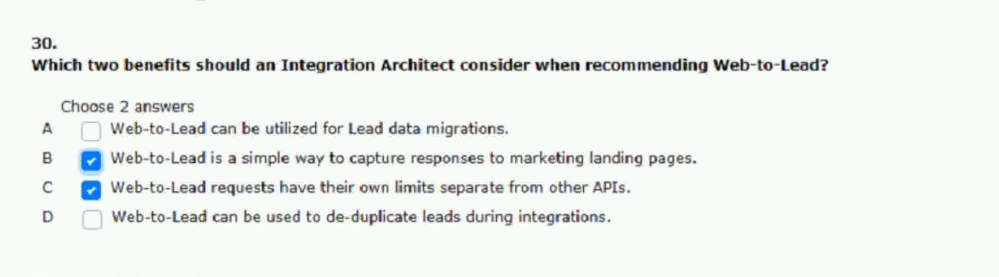 30.
Which two benefits should an Integration Architect consider when recommending Web-to-Lead?
Choose 2 answers
A Web-to-Lead can be utilized for Lead data migrations.
B Web-to-Lead is a simple way to capture responses to marketing landing pages.
C Web-to-Lead requests have their own limits separate from other APIs.
D Web-to-Lead can be used to de-duplicate leads during integrations.